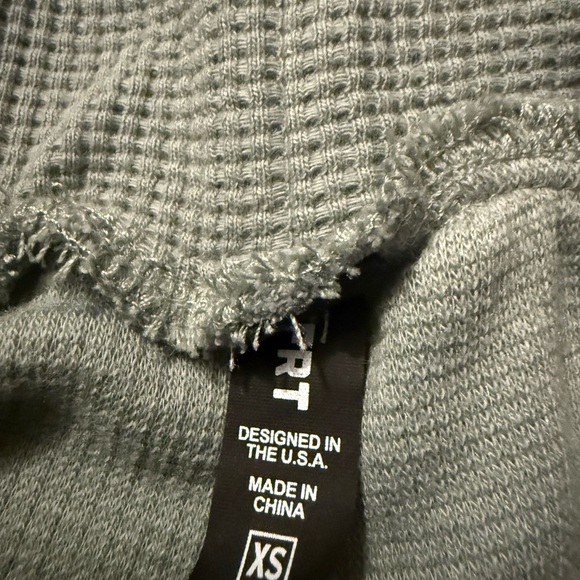 DESIGNED IN
THE U.S.A.
MADE IN
CHINA
XS